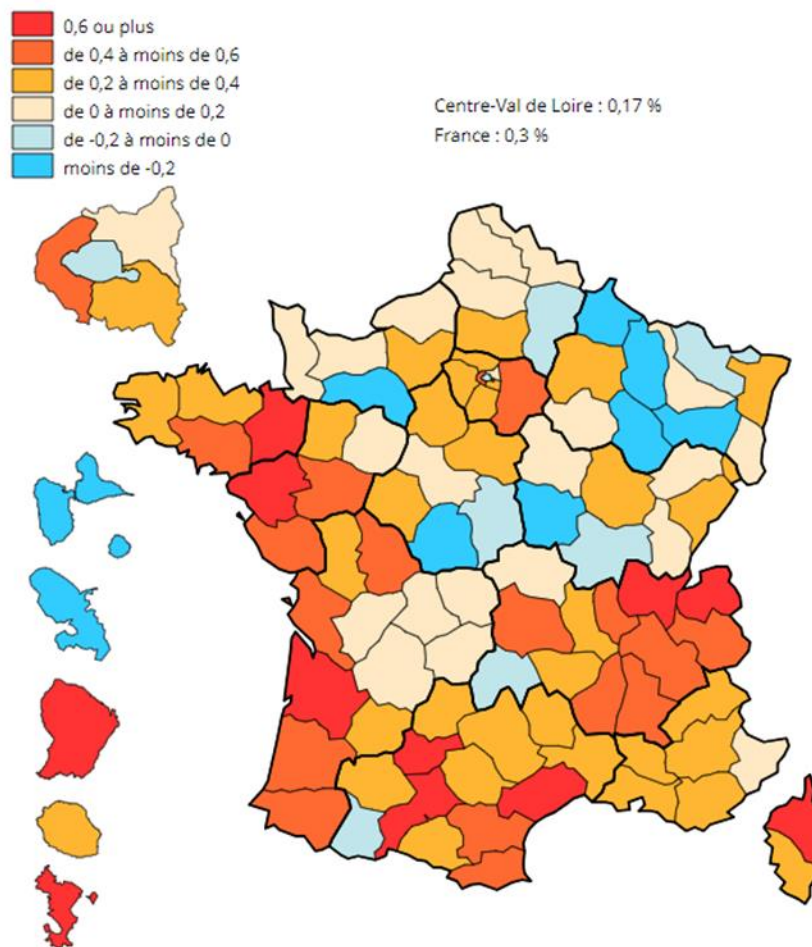 0,6 ou plus
de 0,4 à moins de 0,6
de 0,2 à moins de 0,4
de 0 à moins de 0,2
de -0,2 à moins de 0
moins de -0,2
Centre-Val de Loire : 0,17 %
France : 0,3 %